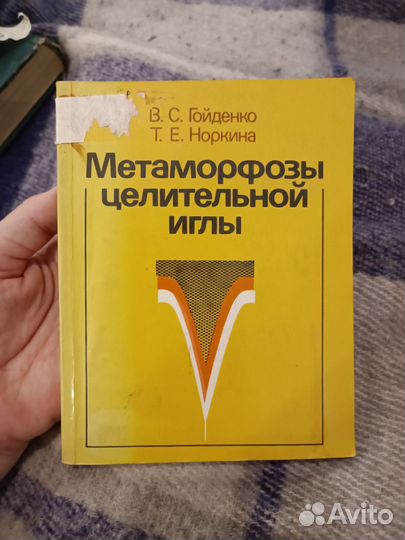 В. С. Гойденко
Т. Е. Норкина
Метаморфозы
целительной
иглы
Avito